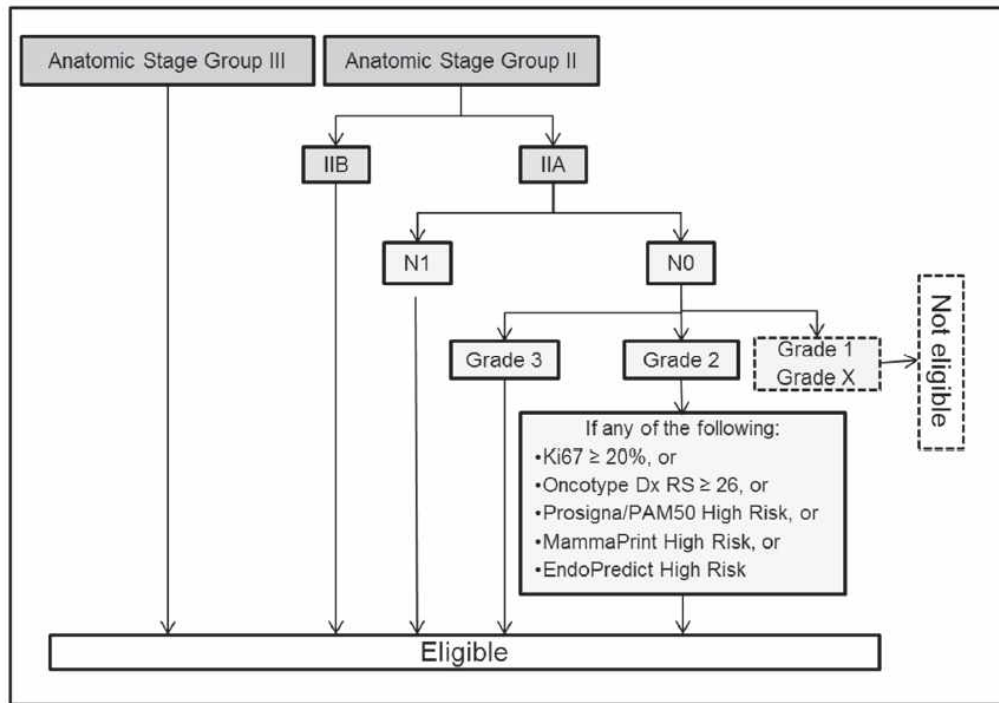 Anatomic Stage Group III
Anatomic Stage Group II
IIB
IIA
N1
N0
Grade 3
Grade 2
Grade 1
Grade X
Not eligible
If any of the following:
•Ki67 ≥ 20%, or
•Oncotype Dx RS ≥ 26, or
•Prosigna/PAM50 High Risk, or
•MammaPrint High Risk, or
•EndoPredict High Risk
Eligible